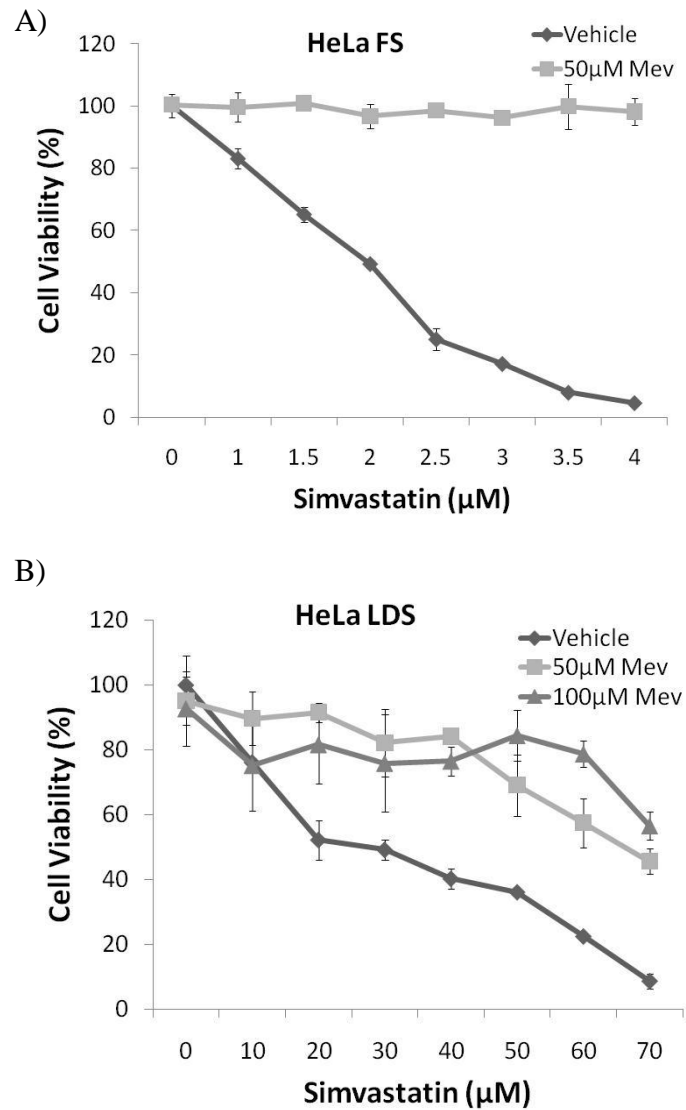 A)
HeLa FS
Vehicle
50μM Mev
Cell Viability (%)
120
100
80
60
40
20
0
0 1 1.5 2 2.5 3 3.5 4
Simvastatin (μM)
B)
HeLa LDS
Vehicle
50μM Mev
100μM Mev
Cell Viability (%)
120
100
80
60
40
20
0
0 10 20 30 40 50 60 70
Simvastatin (μM)